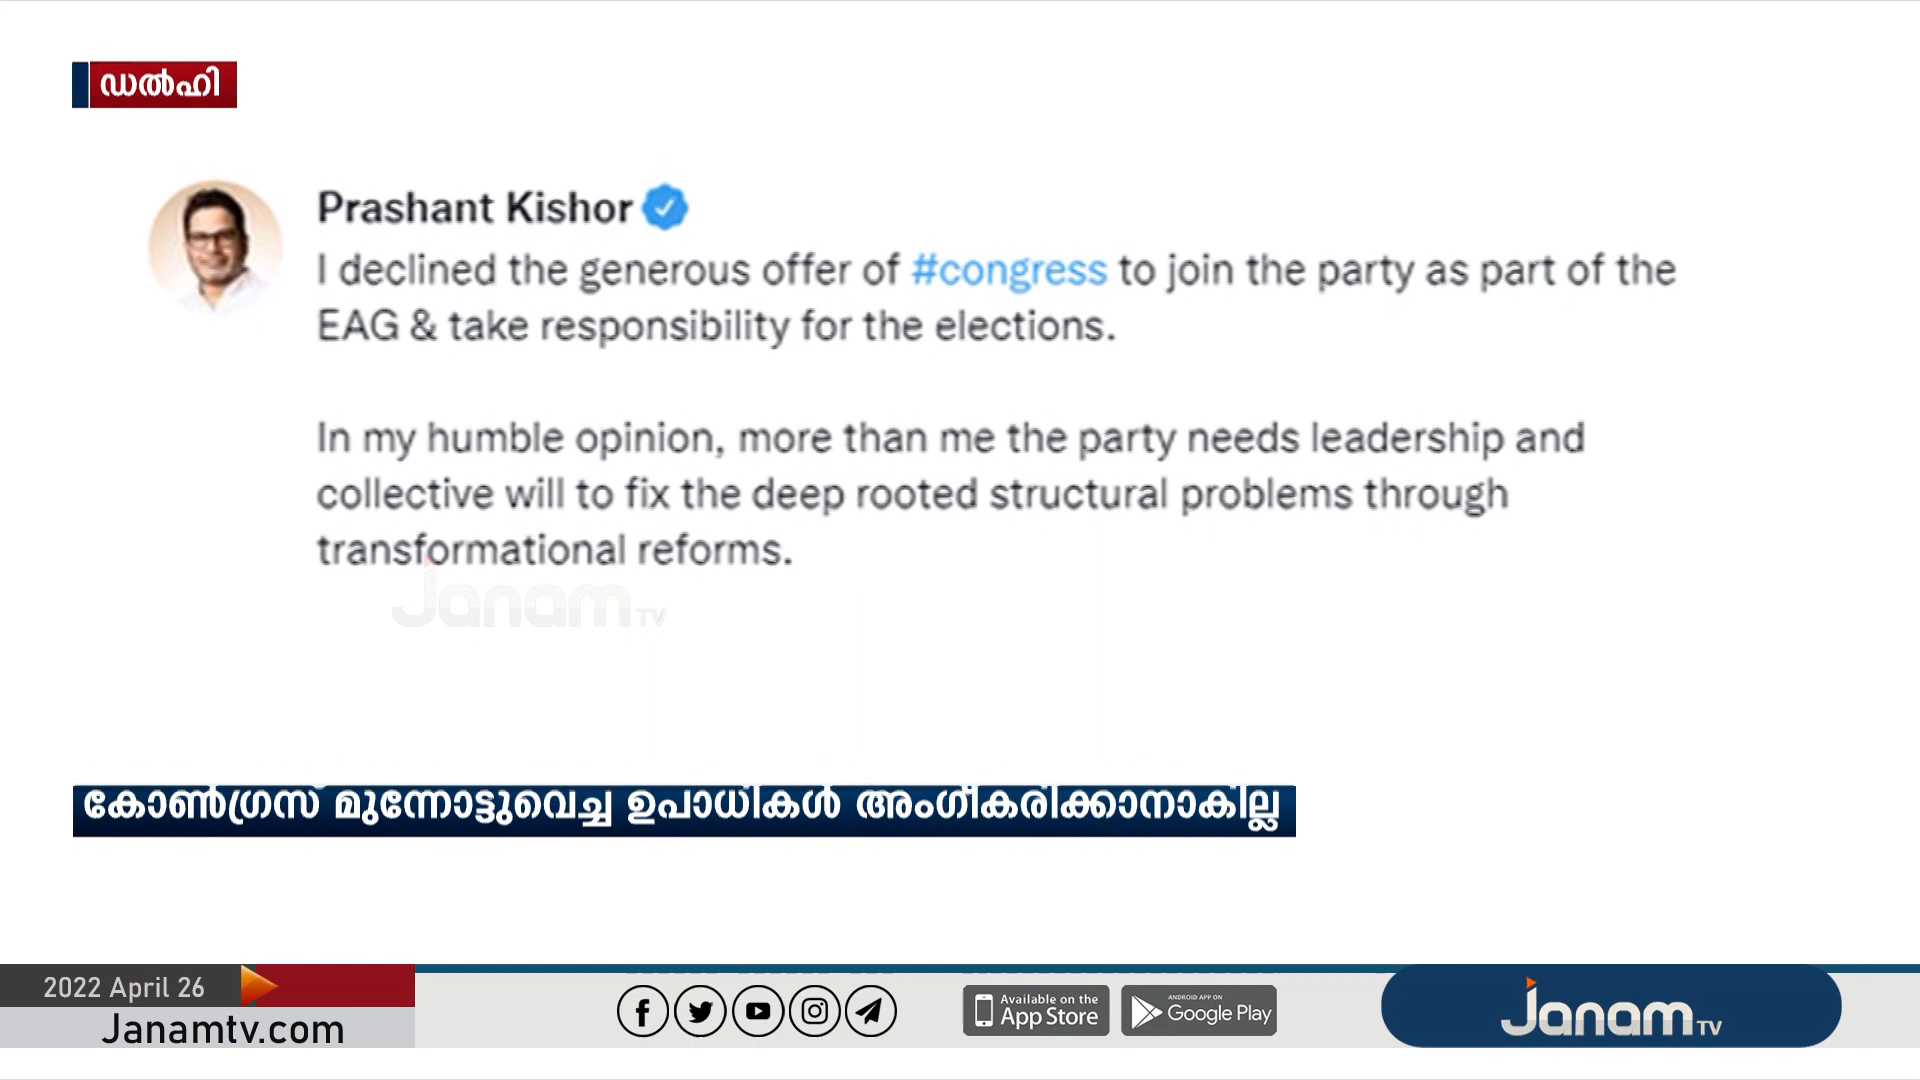 ഡൽഹി
Prashant Kishor
I declined the generous offer of #congress to join the party as part of the
EAG & take responsibility for the elections.
In my humble opinion, more than me the party needs leadership and
collective will to fix the deep rooted structural problems through
transformational reforms.
Janam TV
കോൺഗ്രസ് മുന്നോട്ടുവെച്ച ഉപാധികൾ അംഗീകരിക്കാനാകില്ല
2022 April 26
Janamtv.com
Available on the
App Store
ANDROID APP ON
Google Play
Janam TV